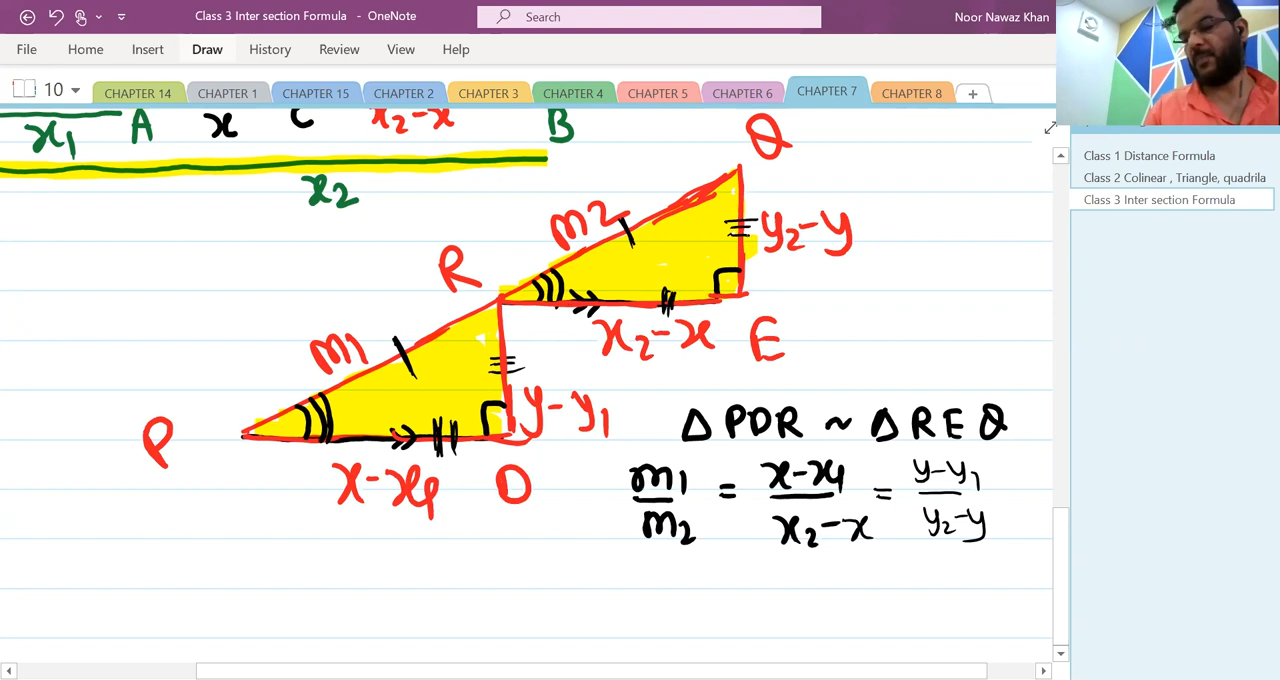 Class 3 Inter section Formula - OneNote
Search
Noor Nawaz Khan
File Home Insert Draw History Review View Help
10 CHAPTER 14 CHAPTER 1 CHAPTER 15 CHAPTER 2 CHAPTER 3 CHAPTER 4 CHAPTER 5 CHAPTER 6 CHAPTER 7 CHAPTER 8 +
Class 1 Distance Formula
Class 2 Colinear , Triangle, quadrila
Class 3 Inter section Formula
x1 A x C x2-x B
x2
Q
m2
y2-y
R
x2-x E
m1
y-y1
P
x-x1 D
Δ PDR ~ Δ REQ
m1/m2 = x-x1/x2-x = y-y1/y2-y